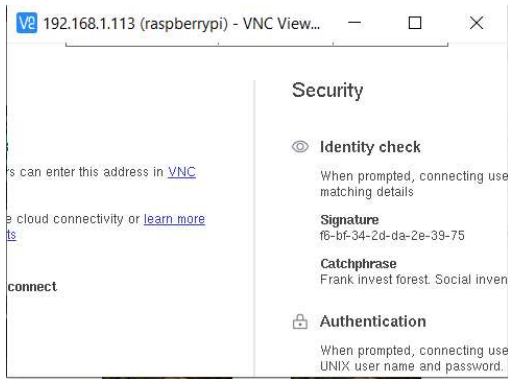 192.168.1.113 (raspberrypi) - VNC View...
can enter this address in VNC
cloud connectivity or learn more
connect
Security
Identity check
When prompted, connecting use
matching details
Signature
f6-bf-34-2d-da-2e-39-75
Catchphrase
Frank invest forest. Social inven
Authentication
When prompted, connecting use
UNIX user name and password.